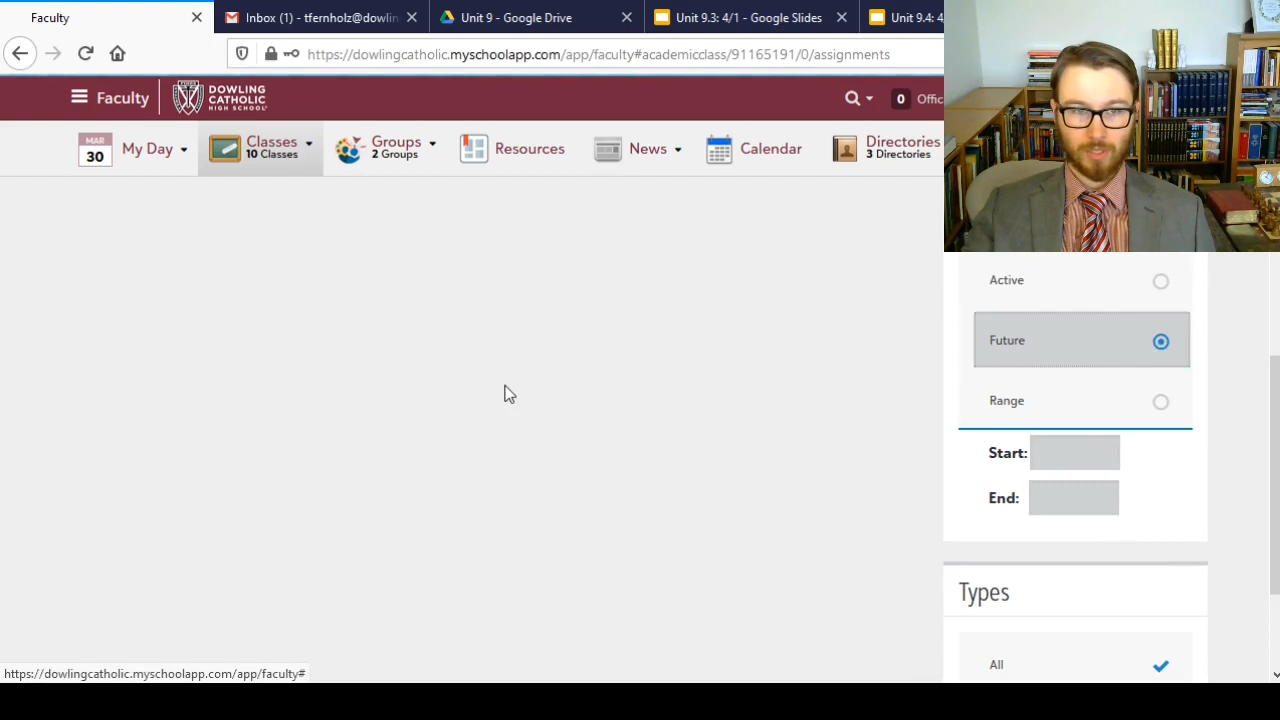 Faculty
Inbox (1) - tfernholz@dowlin
Unit 9 - Google Drive
Unit 9.3: 4/1 - Google Slides
Unit 9.4: 4
https://dowlingcatholic.myschoolapp.com/app/faculty#academicclass/91165191/0/assignments
Faculty
DOWLING
CATHOLIC
HIGH SCHOOL
0
Offic
MAR
30
My Day
Classes
10 Classes
Groups
2 Groups
Resources
News
Calendar
Directories
3 Directories
Active
Future
Range
Start:
End:
Types
All
https://dowlingcatholic.myschoolapp.com/app/faculty#